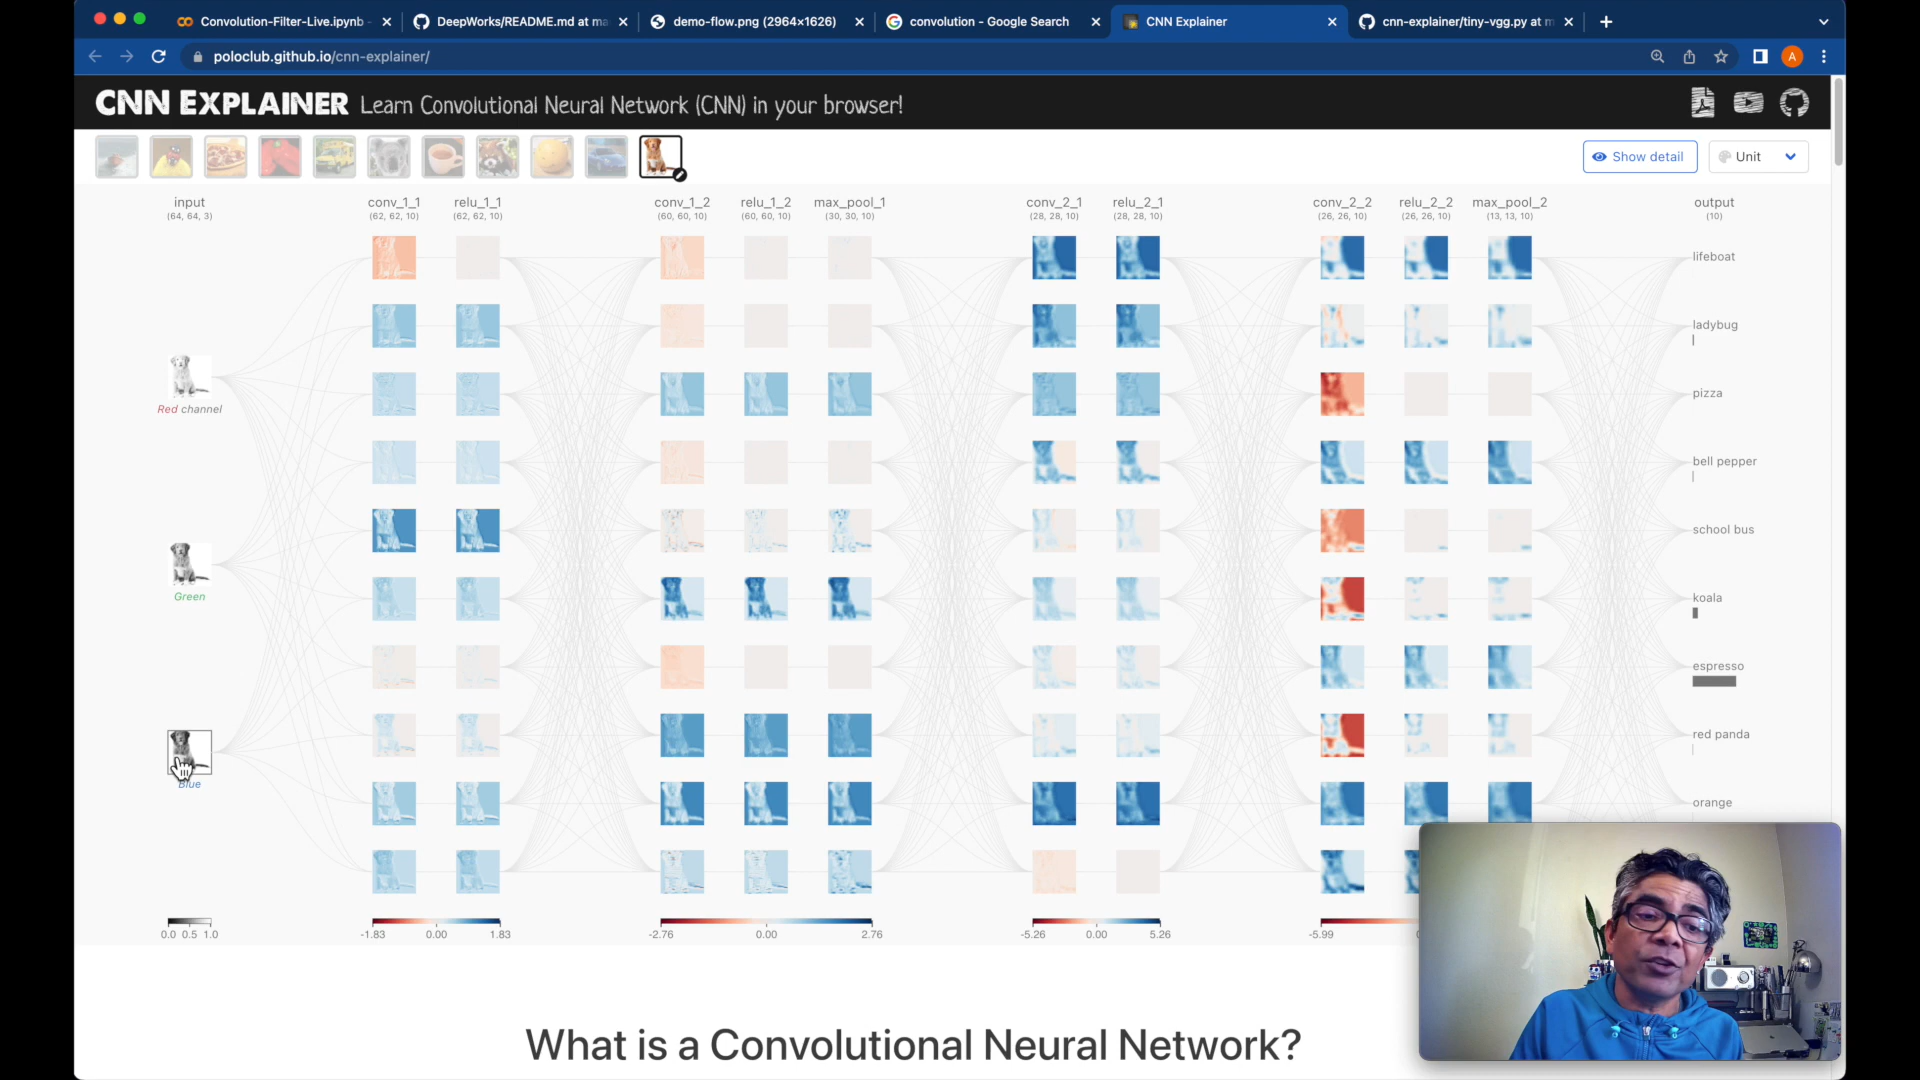 Convolution-Filter-Live.ipynb
DeepWorks/README.md at ma
demo-flow.png (2964×1626)
convolution - Google Search
CNN Explainer
cnn-explainer/tiny-vgg.py at m
poloclub.github.io/cnn-explainer/
A
CNN EXPLAINER Learn Convolutional Neural Network (CNN) in your browser!
Show detail
Unit
input
(64, 64, 3)
conv_1_1
(62, 62, 10)
relu_1_1
(62, 62, 10)
conv_1_2
(60, 60, 10)
relu_1_2
(60, 60, 10)
max_pool_1
(30, 30, 10)
conv_2_1
(28, 28, 10)
relu_2_1
(28, 28, 10)
conv_2_2
(26, 26, 10)
relu_2_2
(26, 26, 10)
max_pool_2
(13, 13, 10)
output
(10)
lifeboat
ladybug
pizza
Red channel
bell pepper
school bus
Green
koala
espresso
red panda
Blue
orange
0.0 0.5 1.0
-1.83 0.00 1.83
-2.76 0.00 2.76
-5.26 0.00 5.26
-5.99
What is a Convolutional Neural Network?